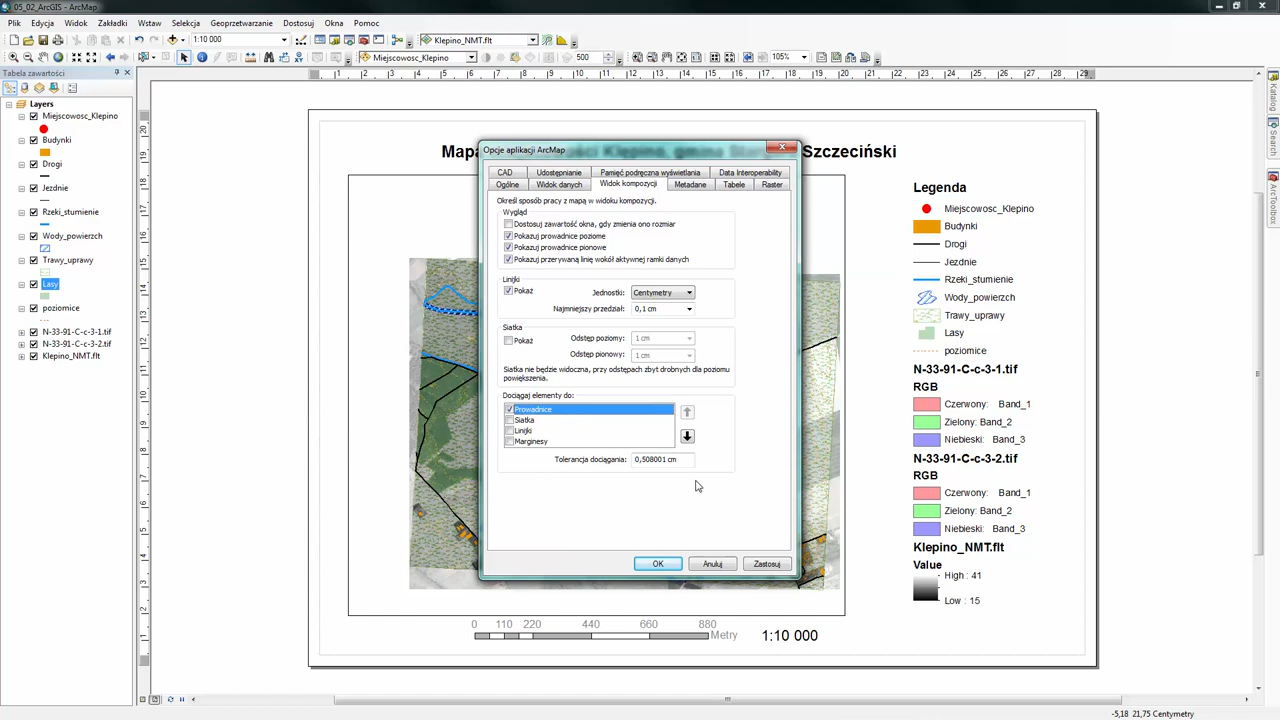 05_02_ArcGIS - ArcMap
Plik Edycja Widok Zakładki Wstaw Selekcja Geoprzetwarzanie Dostosuj Okna Pomoc
1:10 000
Klepino_NMT.flt
Miejscowosc_Klepino
500
105%
Tabela zawartości
Layers
Miejscowosc_Klepino
Budynki
Drogi
Jezdnie
Rzeki_stumienie
Wody_powierzch
Trawy_uprawy
Lasy
poziomice
N-33-91-C-c-3-1.tif
N-33-91-C-c-3-2.tif
Klepino_NMT.flt
Opcje aplikacji ArcMap
CAD Udostępnianie Pamięć podręczna wyświetlania Data Interoperability
Ogólne Widok danych Widok kompozycji Metadane Tabele Raster
Określ sposób pracy z mapą w widoku kompozycji.
Wygląd
Dostosuj zawartość okna, gdy zmienia ono rozmiar
Pokazuj prowadnice poziome
Pokazuj prowadnice pionowe
Pokazuj przerywaną linię wokół aktywnej ramki danych
Linijki
Pokaż Jednostki: Centymetry
Najmniejszy przedział: 0,1 cm
Siatka
Pokaż Odstęp poziomy: 1 cm
Odstęp pionowy: 1 cm
Siatka nie będzie widoczna, przy odstępach zbyt drobnych dla poziomu
powiększenia.
Dociągaj elementy do:
Prowadnice
Siatka
Linijki
Marginesy
Tolerancja dociągania: 0,508001 cm
OK Anuluj Zastosuj
Szczeciński
Legenda
Miejscowosc_Klepino
Budynki
Drogi
Jezdnie
Rzeki_stumienie
Wody_powierzch
Trawy_uprawy
Lasy
poziomice
N-33-91-C-c-3-1.tif
RGB
Czerwony: Band_1
Zielony: Band_2
Niebieski: Band_3
N-33-91-C-c-3-2.tif
RGB
Czerwony: Band_1
Zielony: Band_2
Niebieski: Band_3
Klepino_NMT.flt
Value
High : 41
Low : 15
0 110 220 440 660 880
Metry
1:10 000
Katalog
Search
ArcToolbox
-5,18 21,75 Centymetry